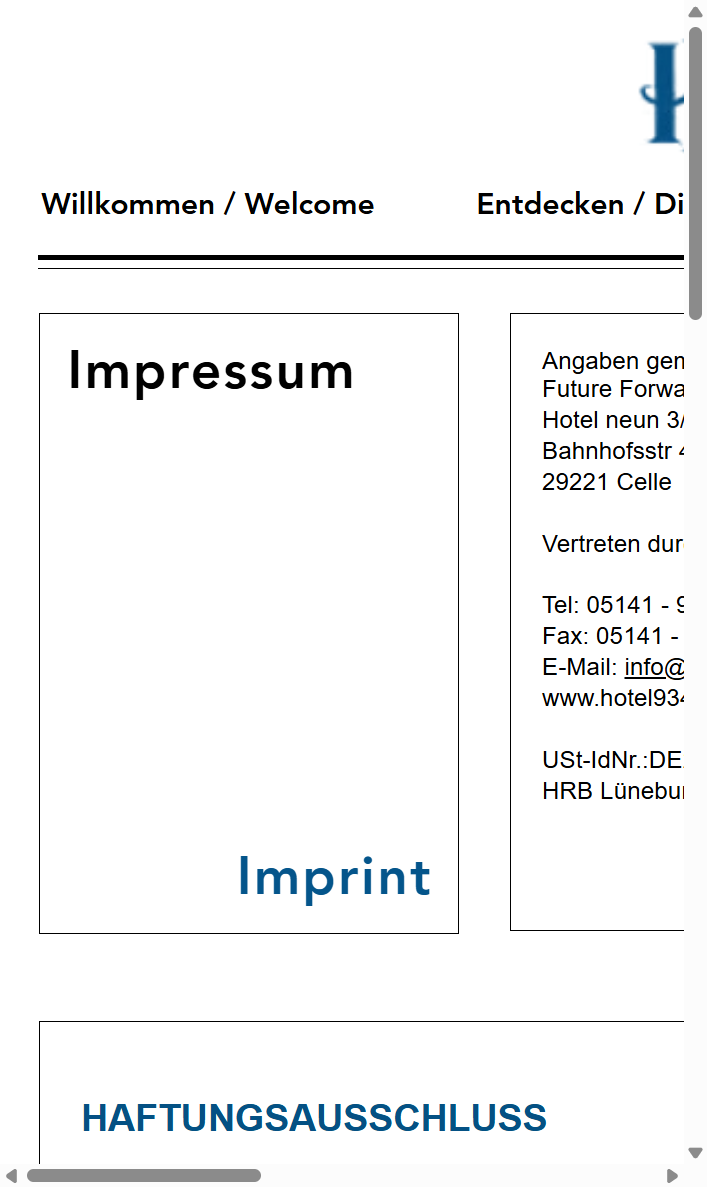 Willkommen / Welcome
Entdecken / Di
Impressum
Imprint
Angaben gem
Future Forwa
Hotel neun 3/
Bahnhofsstr
29221 Celle
Vertreten dur
Tel: 05141 - 9
Fax: 05141 -
E-Mail: info@
www.hotel934
USt-IdNr.:DE
HRB Lünebur
HAFTUNGSAUSSCHLUSS